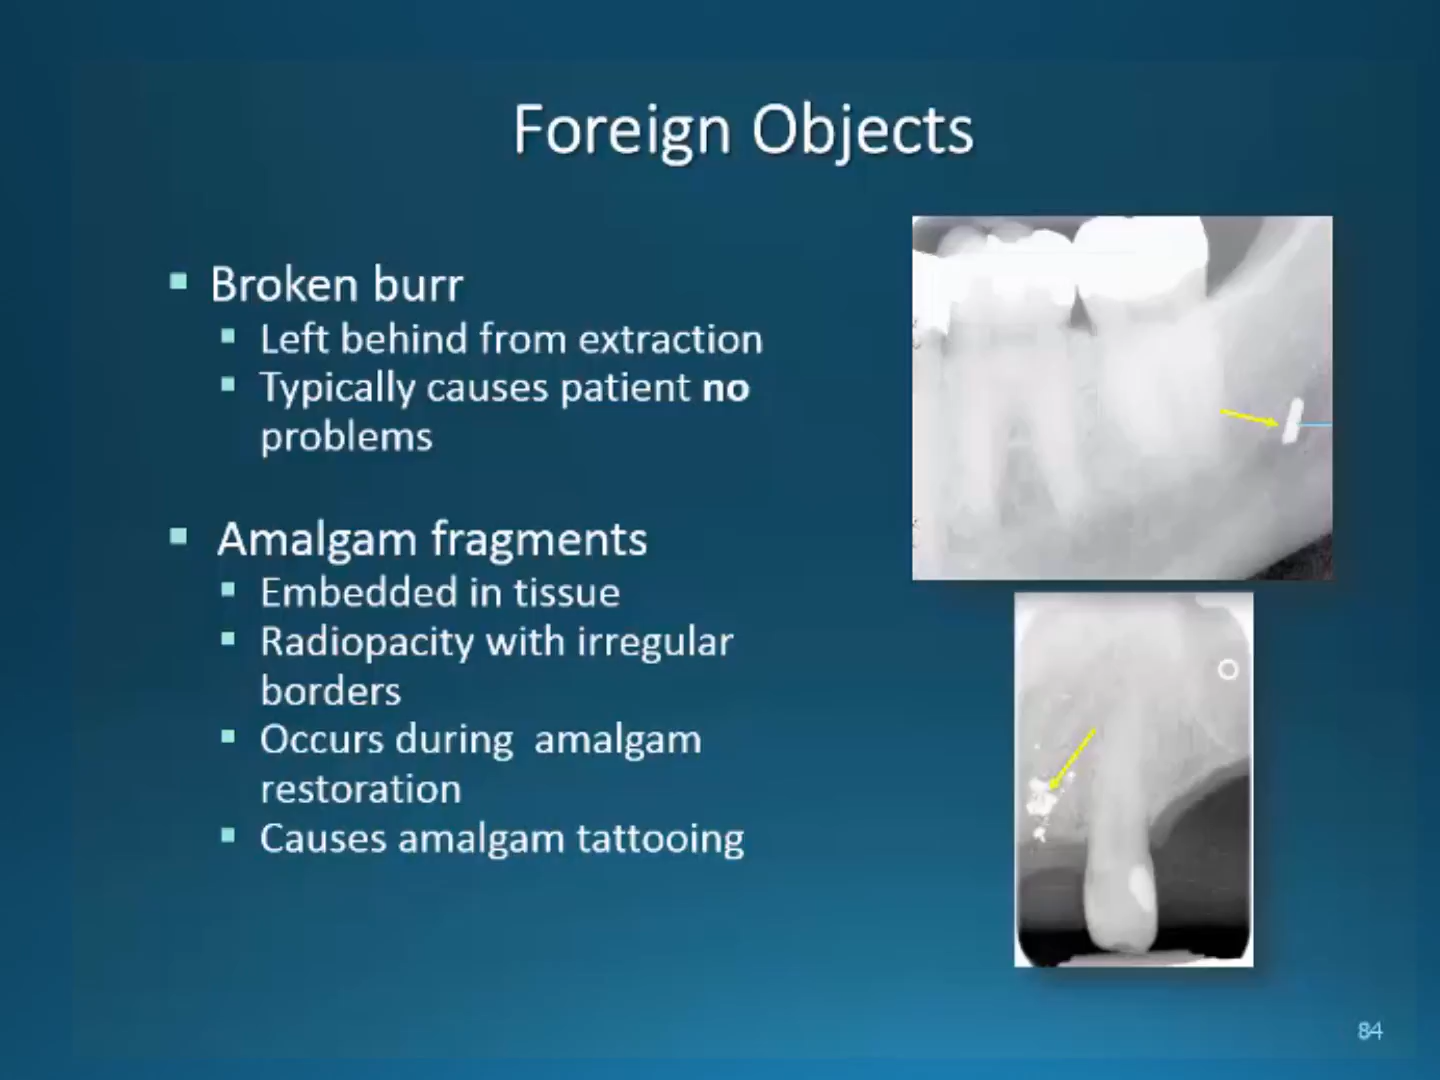 Foreign Objects
Broken burr
Left behind from extraction
Typically causes patient no
problems
Amalgam fragments
Embedded in tissue
Radiopacity with irregular
borders
Occurs during  amalgam
restoration
Causes amalgam tattooing
84